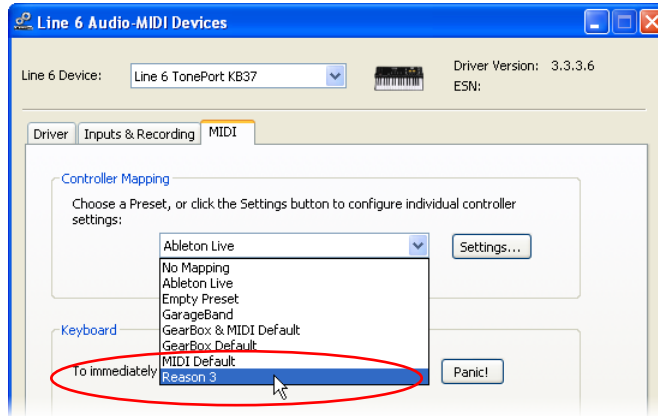 Line 6 Audio-MIDI Devices
Line 6 Device:
Line 6 TonePort KB37
Driver Version: 3.3.3.6
ESN:
Driver
Inputs & Recording
MIDI
Controller Mapping
Choose a Preset, or click the Settings button to configure individual controller
settings:
Ableton Live
Settings...
No Mapping
Ableton Live
Empty Preset
GarageBand
GearBox & MIDI Default
GearBox Default
MIDI Default
Reason 3
Keyboard
To immediately
Panic!